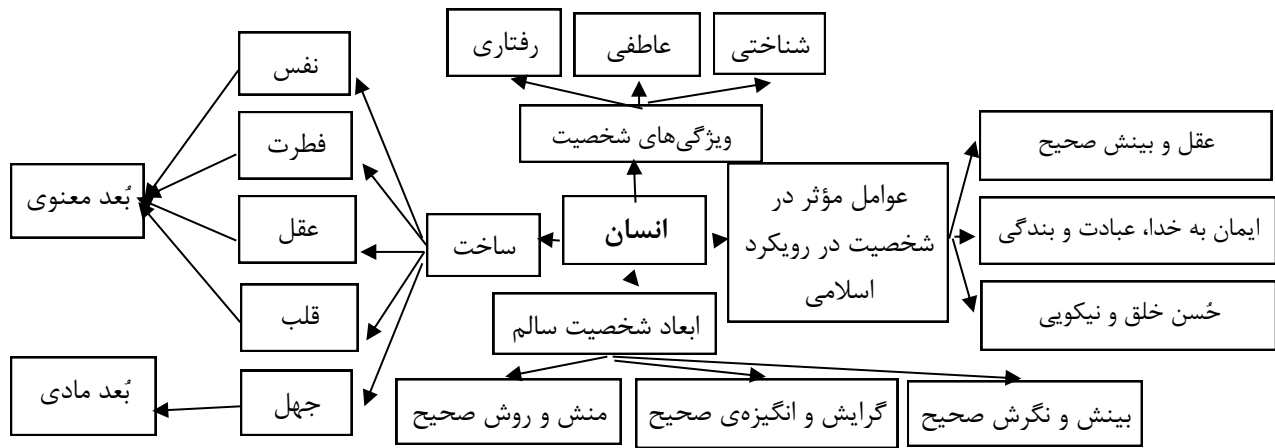 شناختی
عاطفی
رفتاری
ویژگی‌های شخصیت
عقل و بینش صحیح
ایمان به خدا، عبادت و بندگی
حُسن خلق و نیکویی
عوامل مؤثر در
شخصیت در رویکرد
اسلامی
انسان
ساخت
نفس
فطرت
عقل
قلب
جهل
بُعد معنوی
بُعد مادی
ابعاد شخصیت سالم
بینش و نگرش صحیح
گرایش و انگیزه‌ی صحیح
منش و روش صحیح